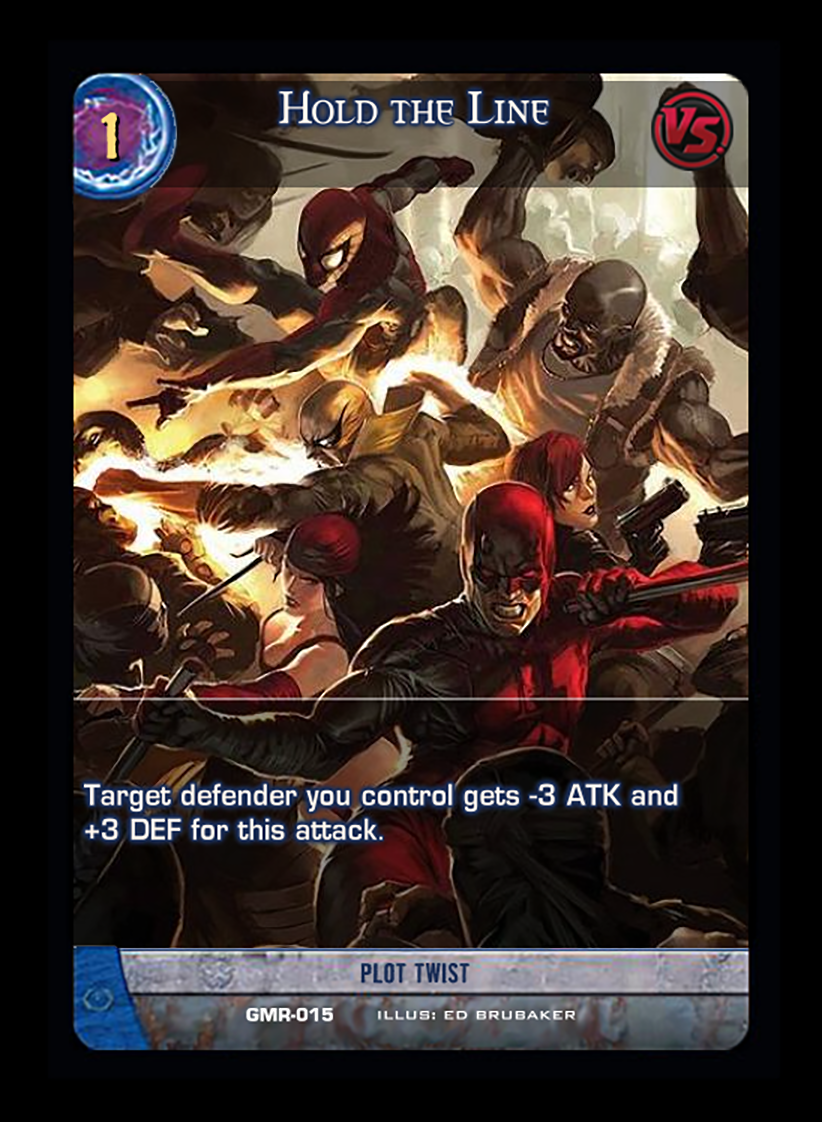 1
HOLD THE LINE
VS.
Target defender you control gets -3 ATK and
+3 DEF for this attack.
PLOT TWIST
GMR-015 ILLUS: ED BRUBAKER